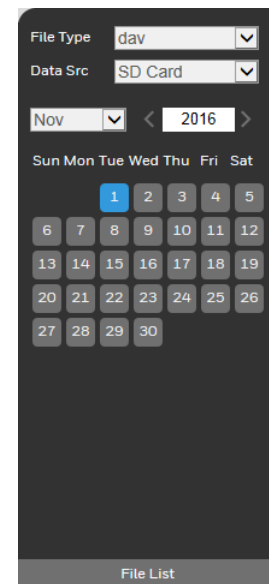 File Type dav
Data Src SD Card
Nov 2016
Sun Mon Tue Wed Thu Fri Sat
1 2 3 4 5
6 7 8 9 10 11 12
13 14 15 16 17 18 19
20 21 22 23 24 25 26
27 28 29 30
File List